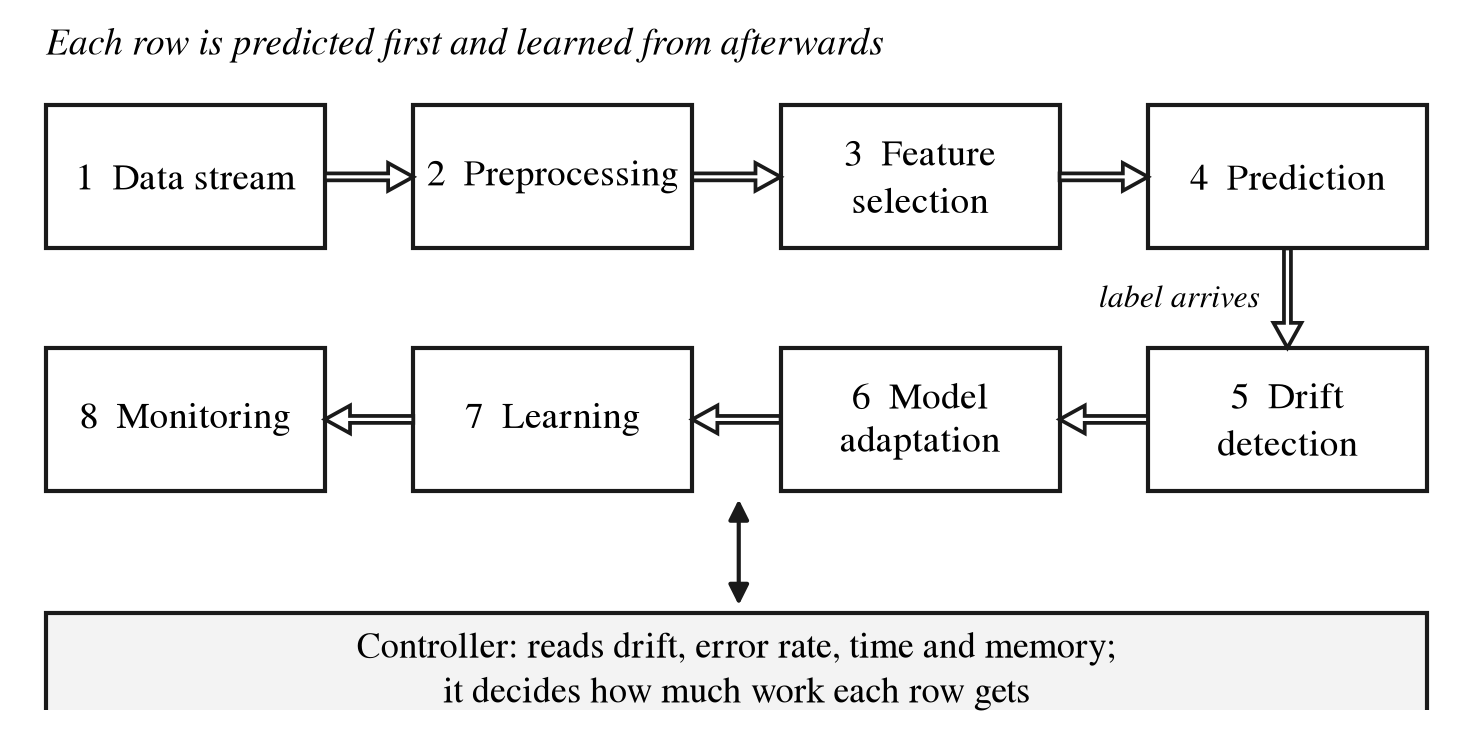 Each row is predicted first and learned from afterwards
1 Data stream
2 Preprocessing
3 Feature
selection
4 Prediction
label arrives
8 Monitoring
7 Learning
6 Model
adaptation
5 Drift
detection
Controller: reads drift, error rate, time and memory;
it decides how much work each row gets